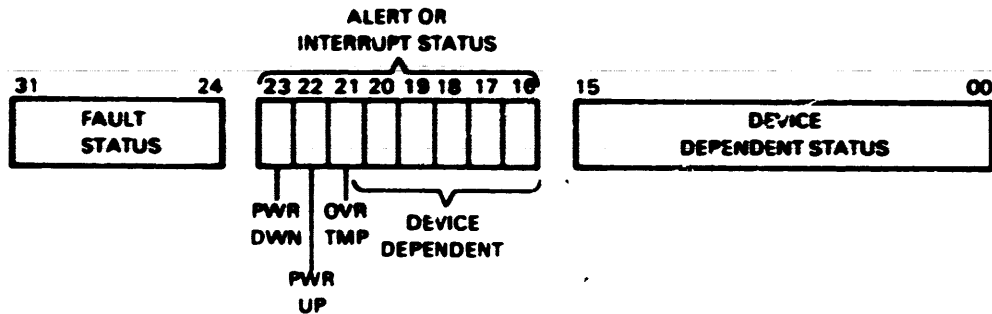 ALERT OR
INTERRUPT STATUS
31 24 23 22 21 20 19 18 17 16 15 00
FAULT
STATUS
DEVICE
DEPENDENT STATUS
PWR
DWN
OVR
TMP
DEVICE
DEPENDENT
PWR
UP